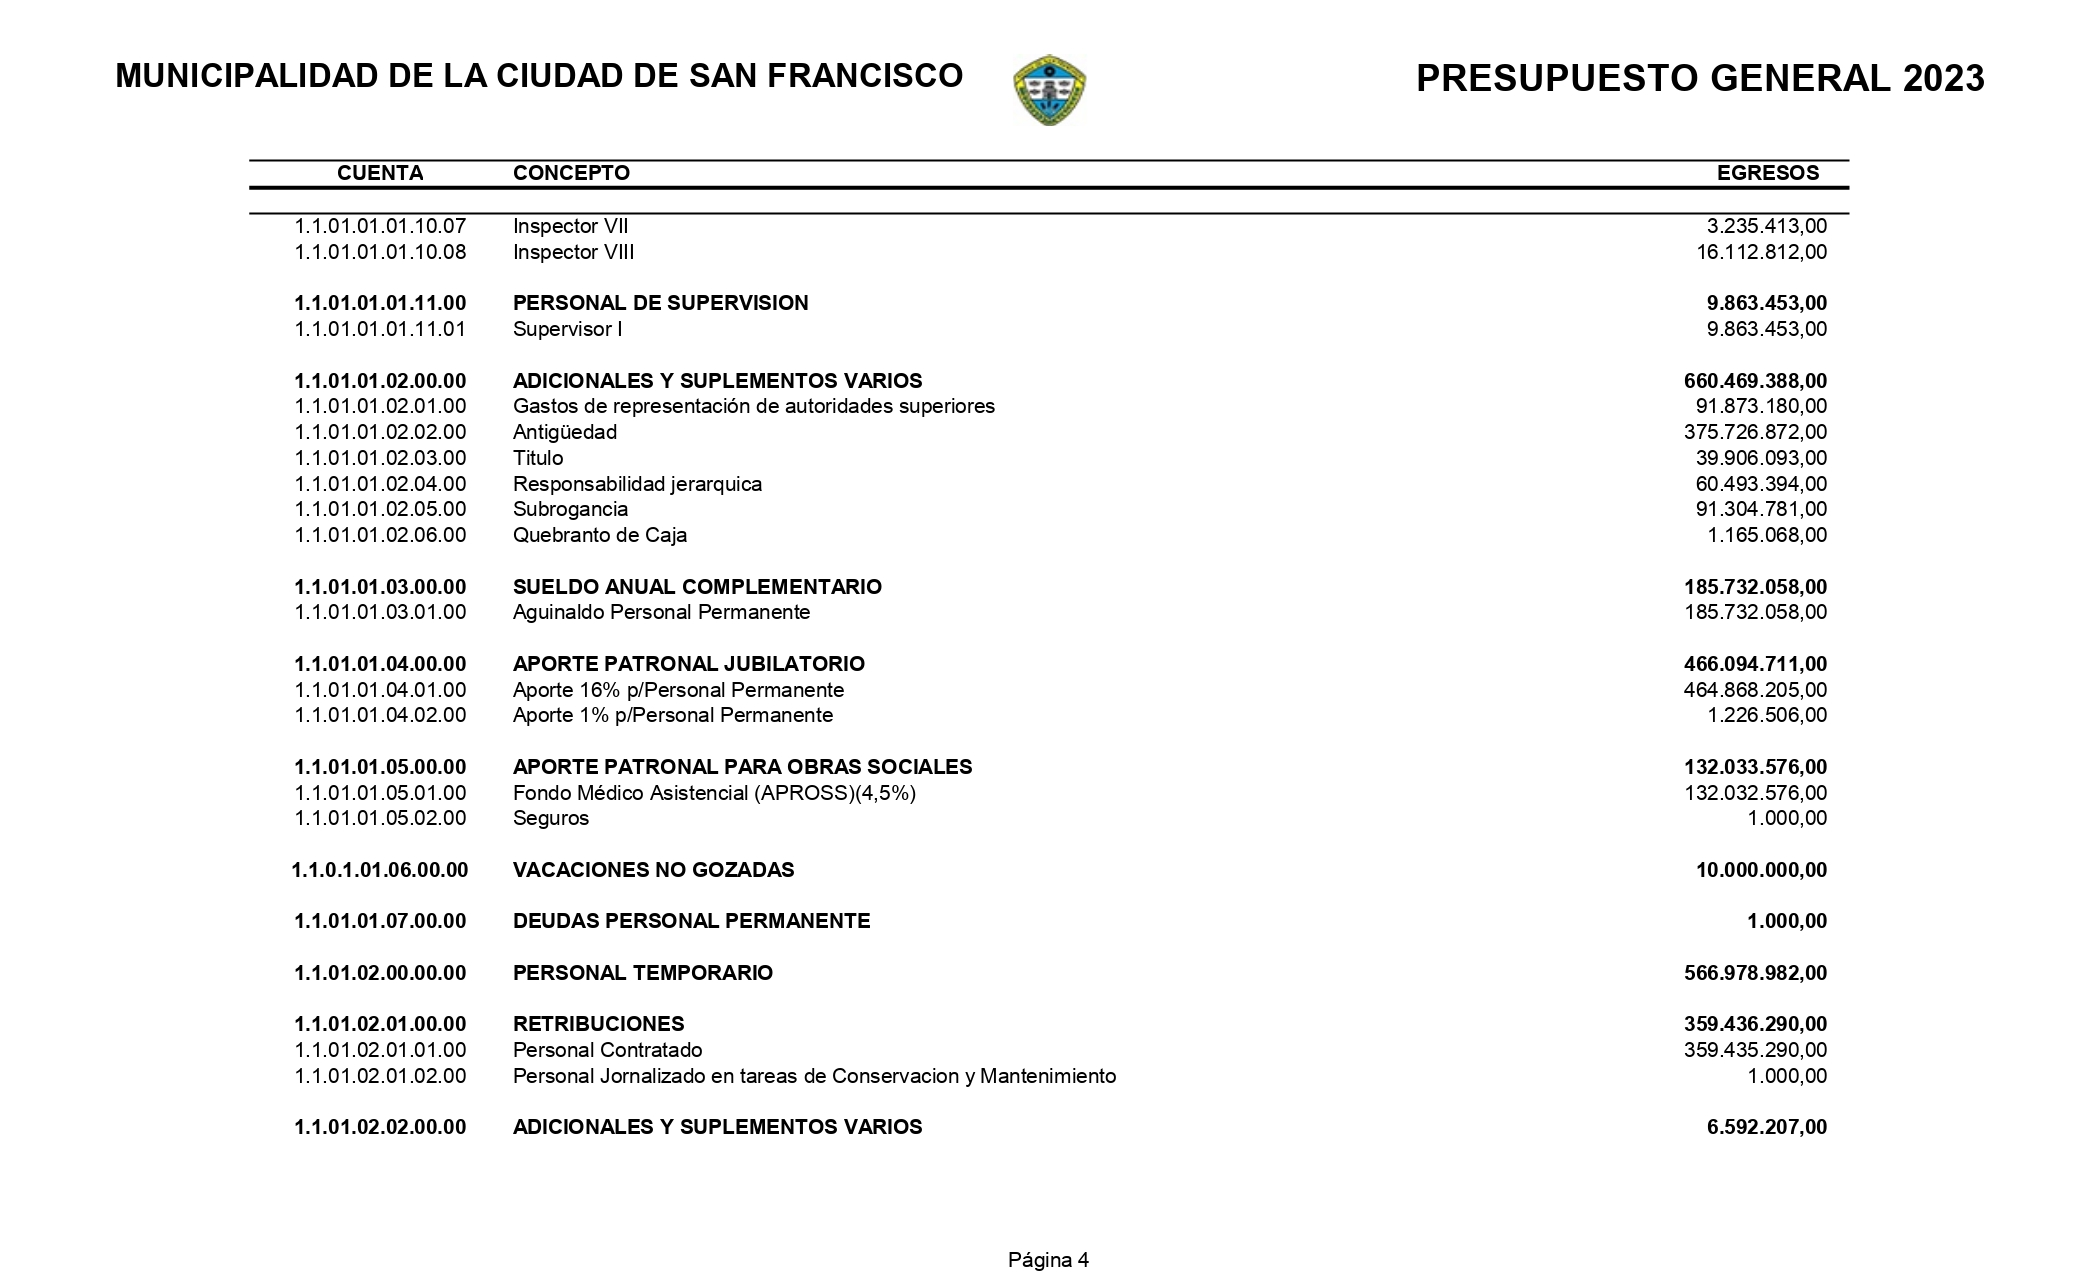 MUNICIPALIDAD DE LA CIUDAD DE SAN FRANCISCO PRESUPUESTO GENERAL 2023
CUENTA CONCEPTO EGRESOS
1.1.01.01.01.10.07 Inspector VII 3.235.413,00
1.1.01.01.01.10.08 Inspector VIII 16.112.812,00
1.1.01.01.01.11.00 PERSONAL DE SUPERVISION 9.863.453,00
1.1.01.01.01.11.01 Supervisor I 9.863.453,00
1.1.01.01.02.00.00 ADICIONALES Y SUPLEMENTOS VARIOS 660.469.388,00
1.1.01.01.02.01.00 Gastos de representación de autoridades superiores 91.873.180,00
1.1.01.01.02.02.00 Antigüedad 375.726.872,00
1.1.01.01.02.03.00 Titulo 39.906.093,00
1.1.01.01.02.04.00 Responsabilidad jerarquica 60.493.394,00
1.1.01.01.02.05.00 Subrogancia 91.304.781,00
1.1.01.01.02.06.00 Quebranto de Caja 1.165.068,00
1.1.01.01.03.00.00 SUELDO ANUAL COMPLEMENTARIO 185.732.058,00
1.1.01.01.03.01.00 Aguinaldo Personal Permanente 185.732.058,00
1.1.01.01.04.00.00 APORTE PATRONAL JUBILATORIO 466.094.711,00
1.1.01.01.04.01.00 Aporte 16% p/Personal Permanente 464.868.205,00
1.1.01.01.04.02.00 Aporte 1% p/Personal Permanente 1.226.506,00
1.1.01.01.05.00.00 APORTE PATRONAL PARA OBRAS SOCIALES 132.033.576,00
1.1.01.01.05.01.00 Fondo Médico Asistencial (APROSS)(4,5%) 132.032.576,00
1.1.01.01.05.02.00 Seguros 1.000,00
1.1.0.1.01.06.00.00 VACACIONES NO GOZADAS 10.000.000,00
1.1.01.01.07.00.00 DEUDAS PERSONAL PERMANENTE 1.000,00
1.1.01.02.00.00.00 PERSONAL TEMPORARIO 566.978.982,00
1.1.01.02.01.00.00 RETRIBUCIONES 359.436.290,00
1.1.01.02.01.01.00 Personal Contratado 359.435.290,00
1.1.01.02.01.02.00 Personal Jornalizado en tareas de Conservacion y Mantenimiento 1.000,00
1.1.01.02.02.00.00 ADICIONALES Y SUPLEMENTOS VARIOS 6.592.207,00
Página 4